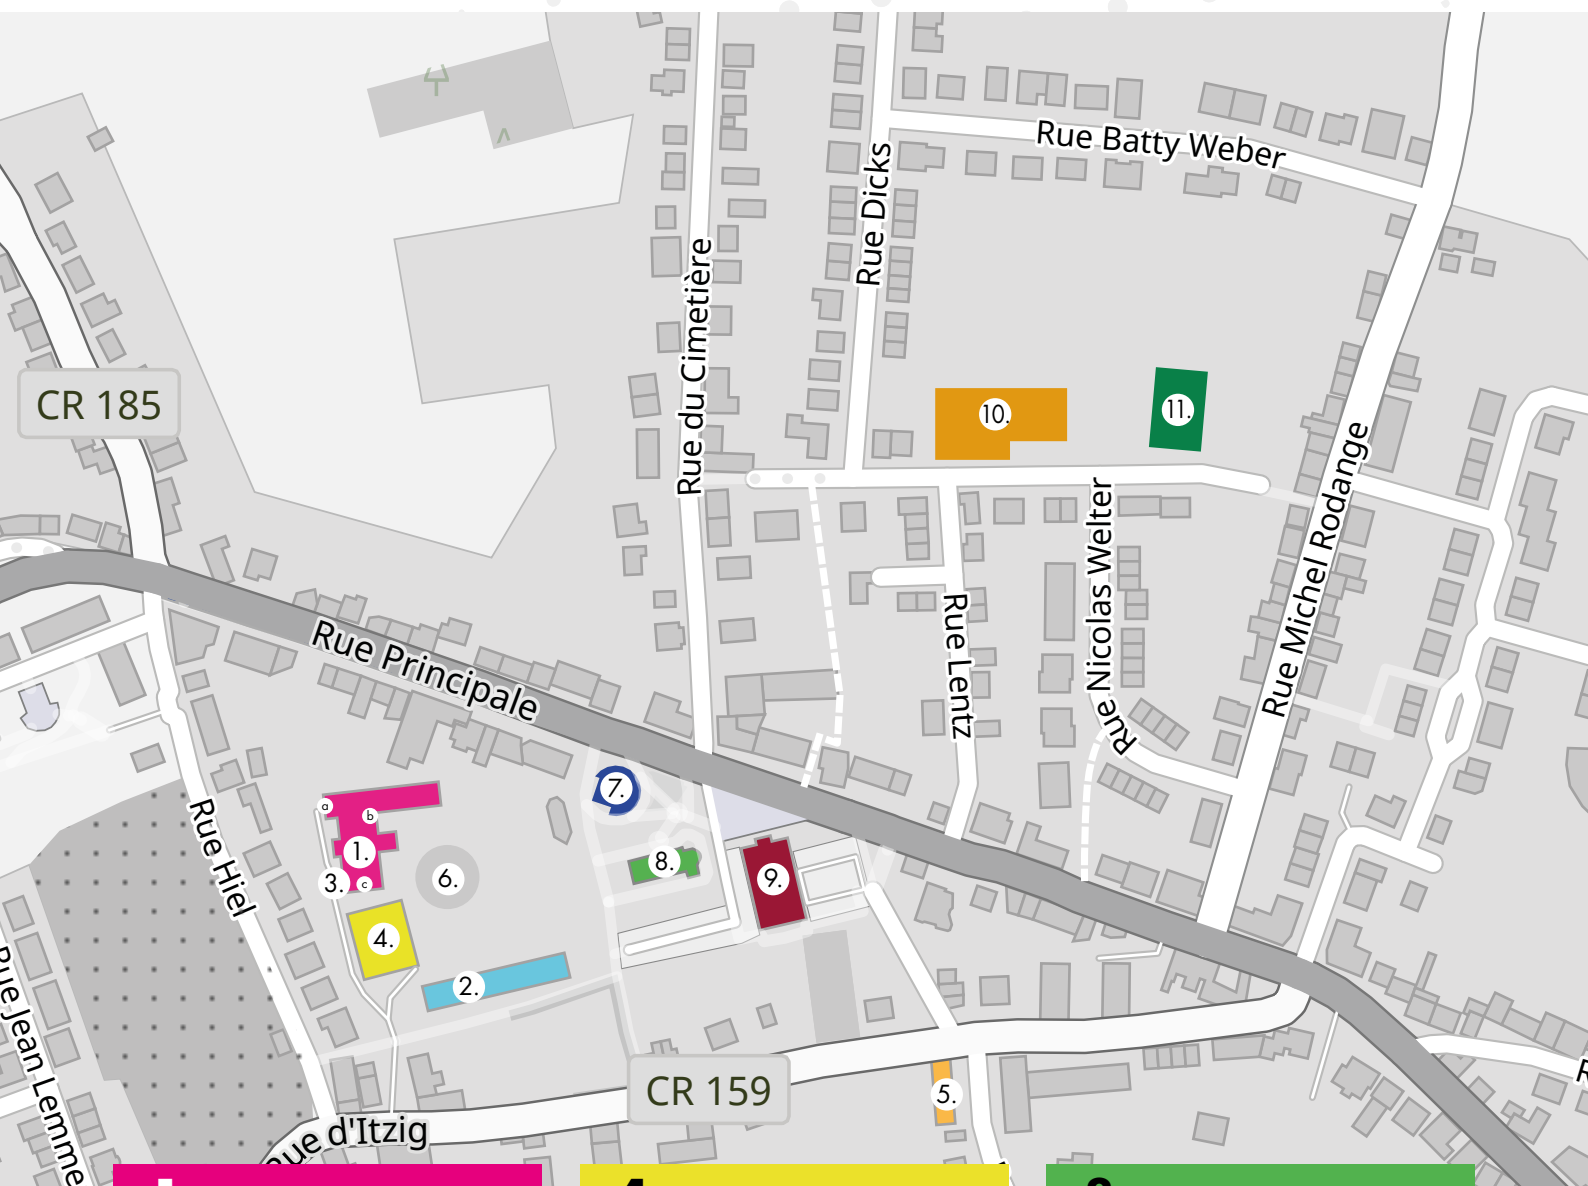 Rue Batty Weber
Rue Dicks
Rue du Cimetière
CR 185
10.
11.
Rue Michel Rodange
Rue Nicolas Welter
Rue Lentz
Rue Principale
Rue Hiel
7.
a
b
1.
8.
9.
3.
c
6.
4.
2.
Rue Jean Lemme
CR 159
5.
Rue d'Itzig
R